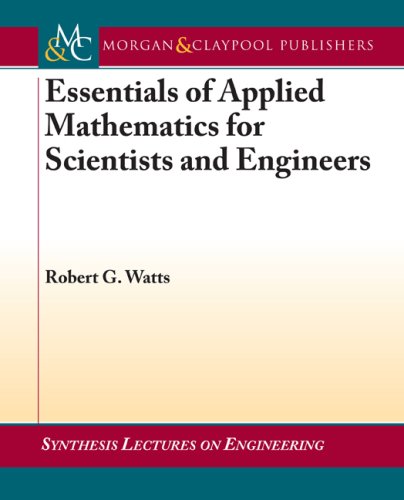 M
&C
MORGAN&CLAYPOOL PUBLISHERS
Essentials of Applied
Mathematics for
Scientists and Engineers
Robert G. Watts
SYNTHESIS LECTURES ON ENGINEERING